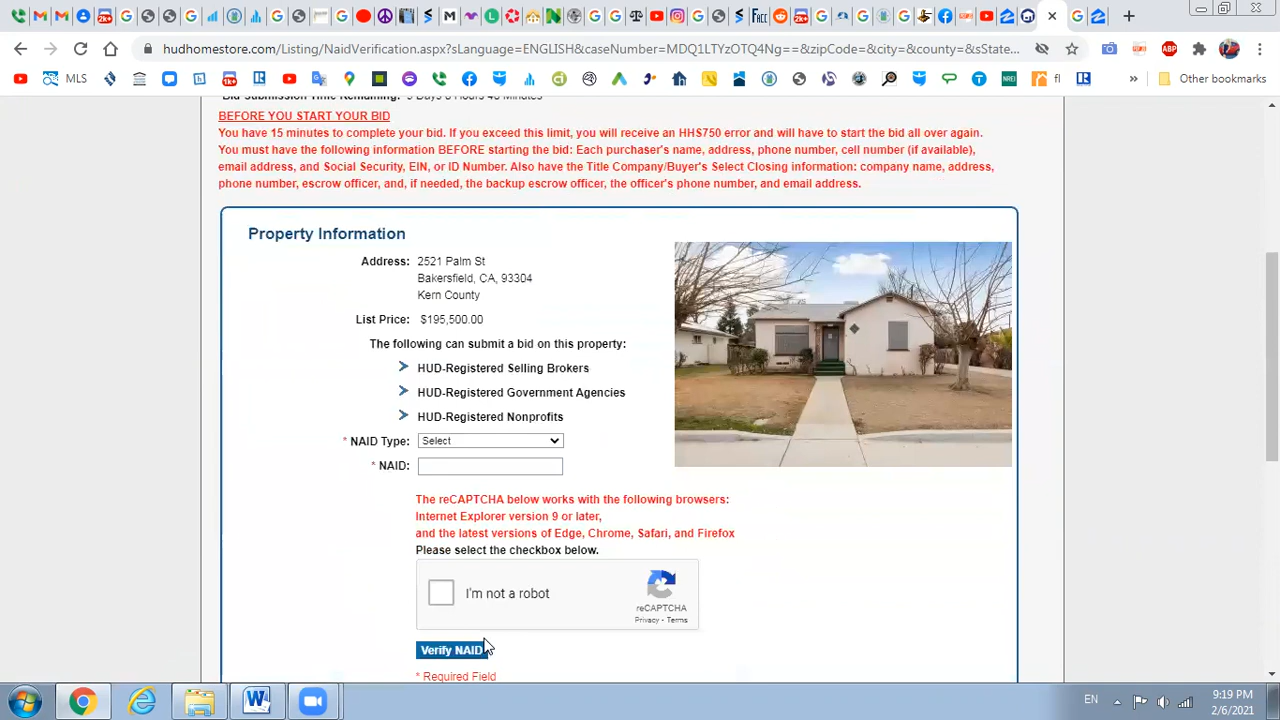 hudhomestore.com/Listing/NaidVerification.aspx?sLanguage=ENGLISH&caseNumber=MDQ1LTYzOTQ4Ng==&zipCode=&city=&county=&sState...
MLS
fl
»
Other bookmarks
BEFORE YOU START YOUR BID
You have 15 minutes to complete your bid. If you exceed this limit, you will receive an HHS750 error and will have to start the bid all over again.
You must have the following information BEFORE starting the bid: Each purchaser's name, address, phone number, cell number (if available),
email address, and Social Security, EIN, or ID Number. Also have the Title Company/Buyer's Select Closing information: company name, address,
phone number, escrow officer, and, if needed, the backup escrow officer, the officer's phone number, and email address.
Property Information
Address: 2521 Palm St
Bakersfield, CA, 93304
Kern County
List Price: $195,500.00
The following can submit a bid on this property:
HUD-Registered Selling Brokers
HUD-Registered Government Agencies
HUD-Registered Nonprofits
* NAID Type: Select
* NAID:
The reCAPTCHA below works with the following browsers:
Internet Explorer version 9 or later,
and the latest versions of Edge, Chrome, Safari, and Firefox
Please select the checkbox below.
I'm not a robot
reCAPTCHA
Privacy - Terms
Verify NAID
* Required Field
EN
9:19 PM
2/6/2021